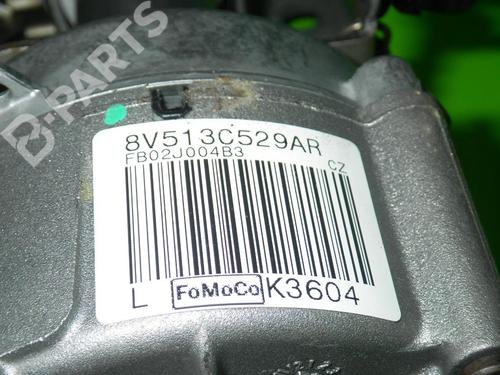 B-PARTS
8V513C529AR
FB02J004B3
CZ
L FoMoCo K3604